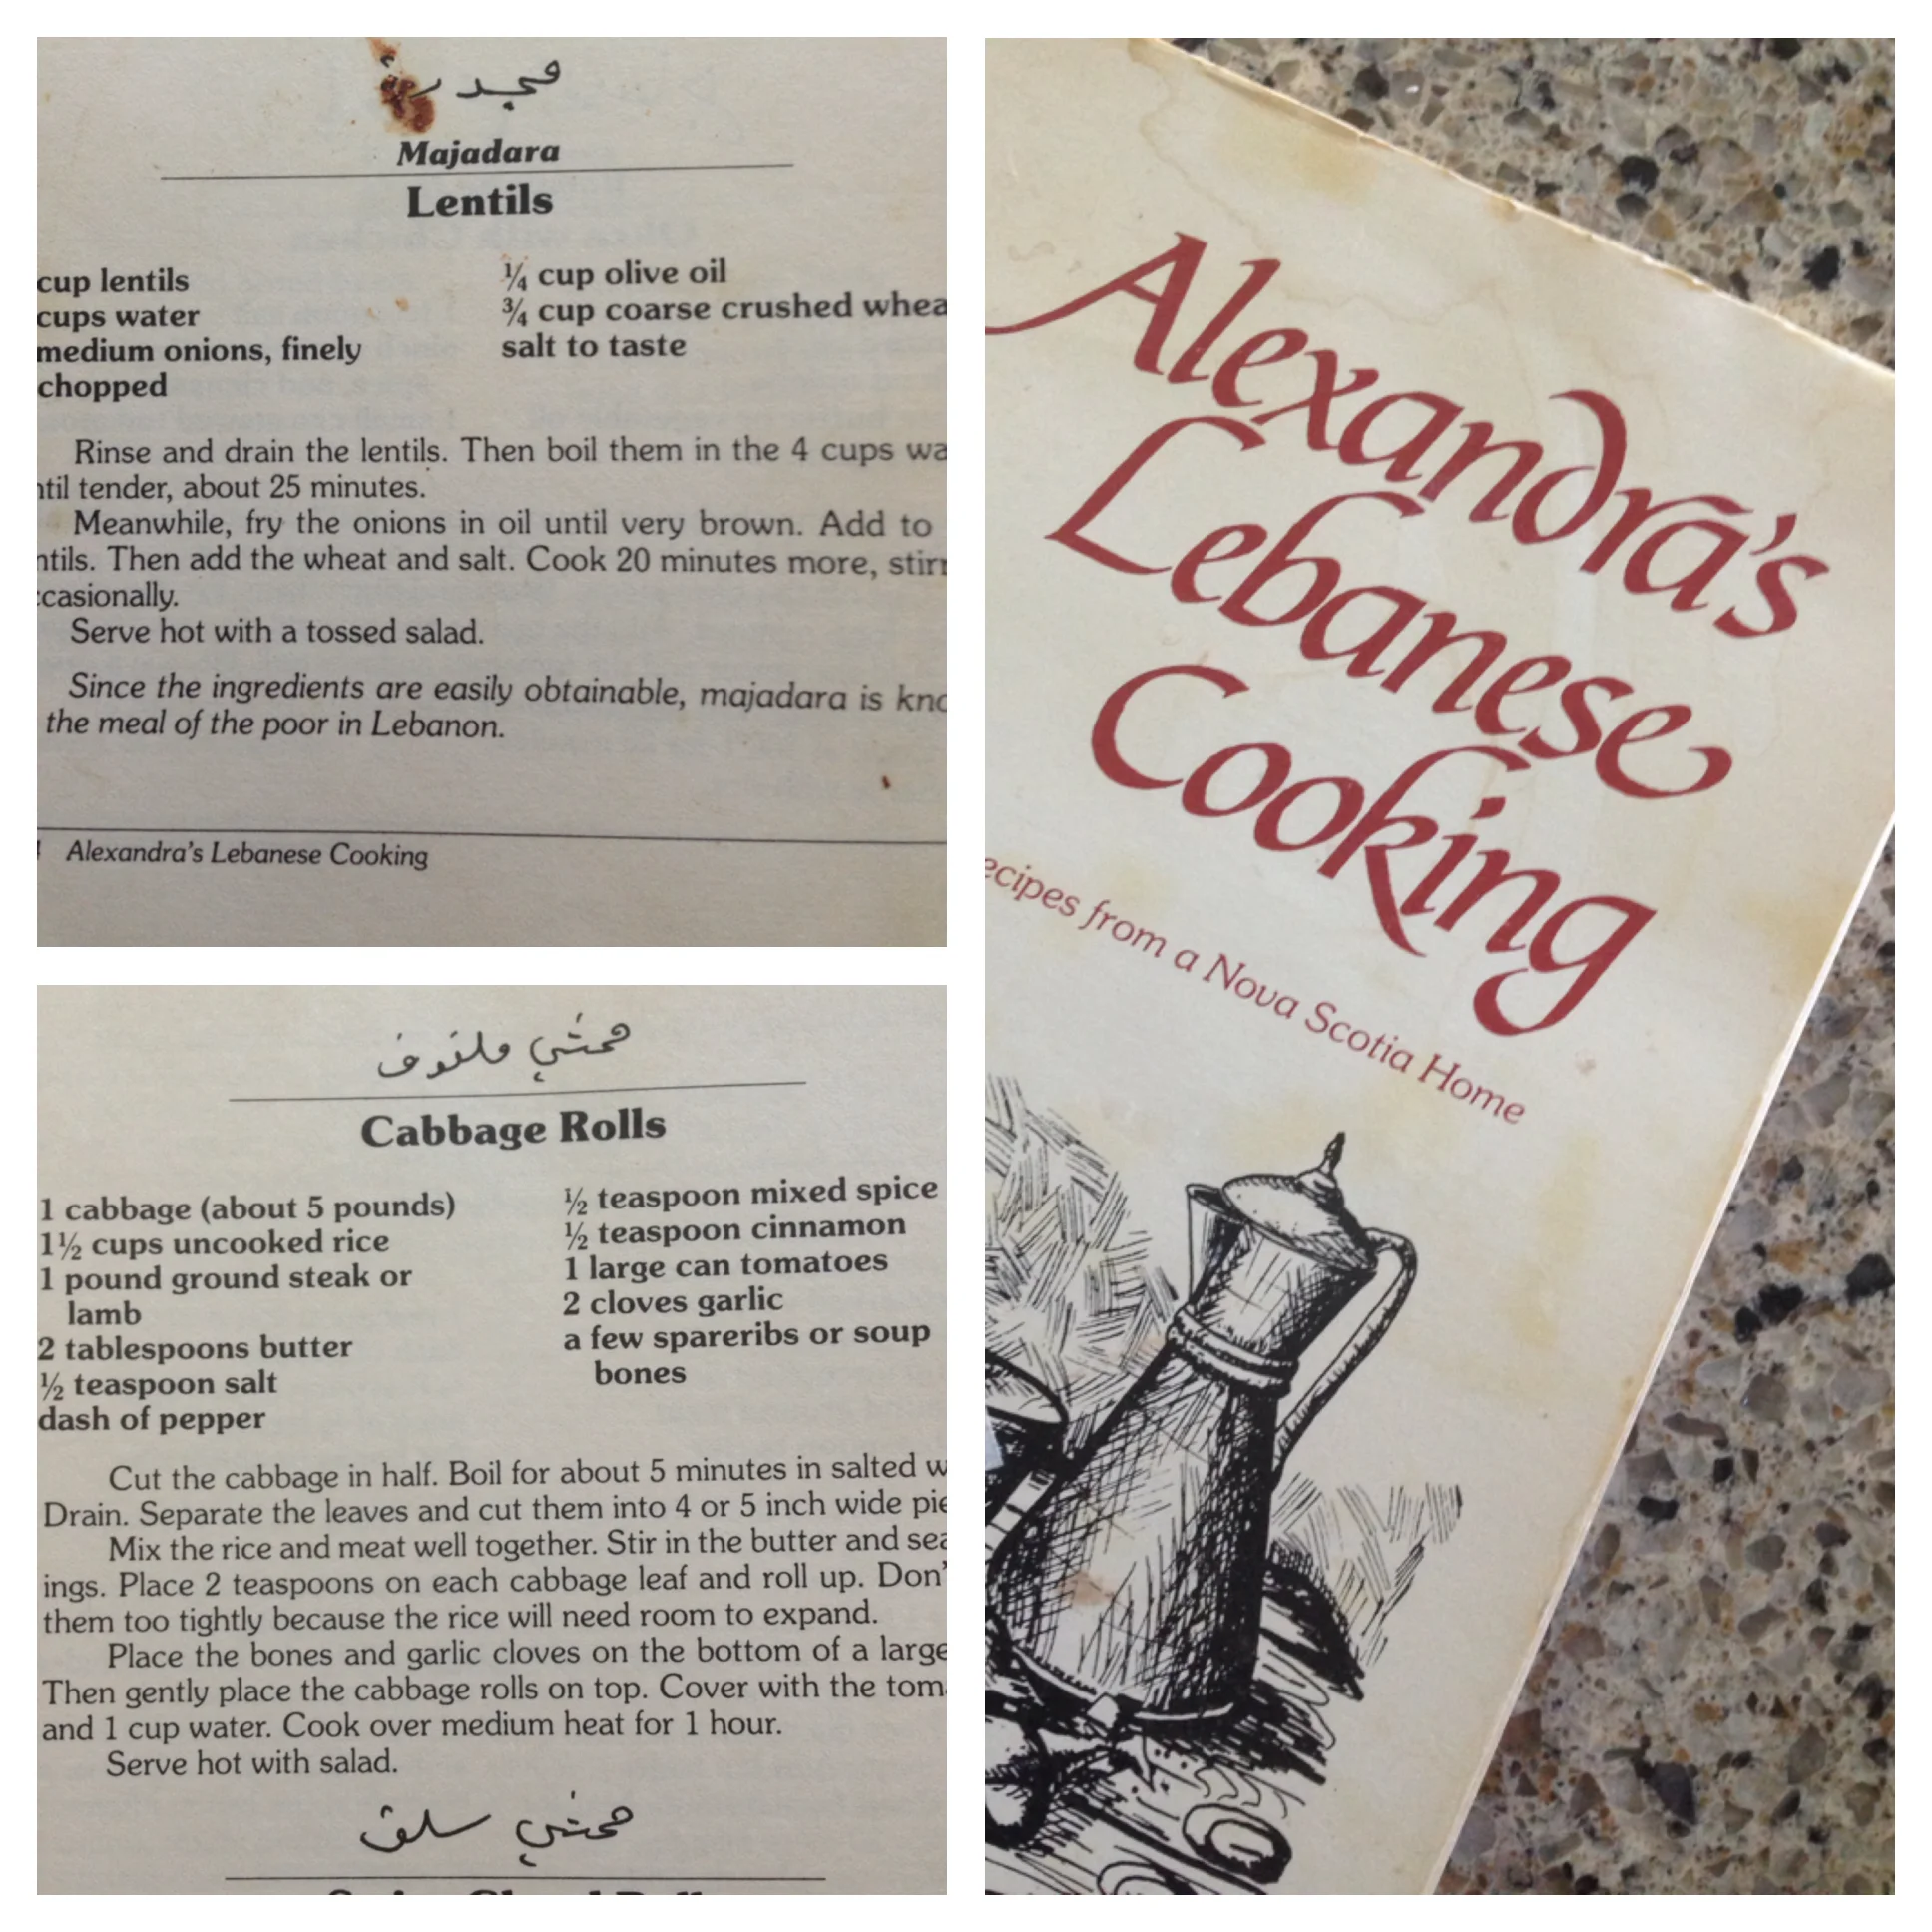 مجدرة
Majadara
Lentils
cup lentils
cups water
medium onions, finely
chopped
¼ cup olive oil
¾ cup coarse crushed whea
salt to taste
Rinse and drain the lentils. Then boil them in the 4 cups wa
ntil tender, about 25 minutes.
Meanwhile, fry the onions in oil until very brown. Add to
ntils. Then add the wheat and salt. Cook 20 minutes more, stirr
ccasionally.
Serve hot with a tossed salad.
Since the ingredients are easily obtainable, majadara is kno
the meal of the poor in Lebanon.
Alexandra's Lebanese Cooking
محشي ملفوف
Cabbage Rolls
1 cabbage (about 5 pounds)
1½ cups uncooked rice
1 pound ground steak or
lamb
2 tablespoons butter
½ teaspoon salt
dash of pepper
½ teaspoon mixed spice
½ teaspoon cinnamon
1 large can tomatoes
2 cloves garlic
a few spareribs or soup
bones
Cut the cabbage in half. Boil for about 5 minutes in salted w
Drain. Separate the leaves and cut them into 4 or 5 inch wide pie
Mix the rice and meat well together. Stir in the butter and sea
ings. Place 2 teaspoons on each cabbage leaf and roll up. Don'
them too tightly because the rice will need room to expand.
Place the bones and garlic cloves on the bottom of a large
Then gently place the cabbage rolls on top. Cover with the tom
and 1 cup water. Cook over medium heat for 1 hour.
Serve hot with salad.
محشي سلق
Alexandra's
Lebanese
Cooking
ecipes from a Nova Scotia Home